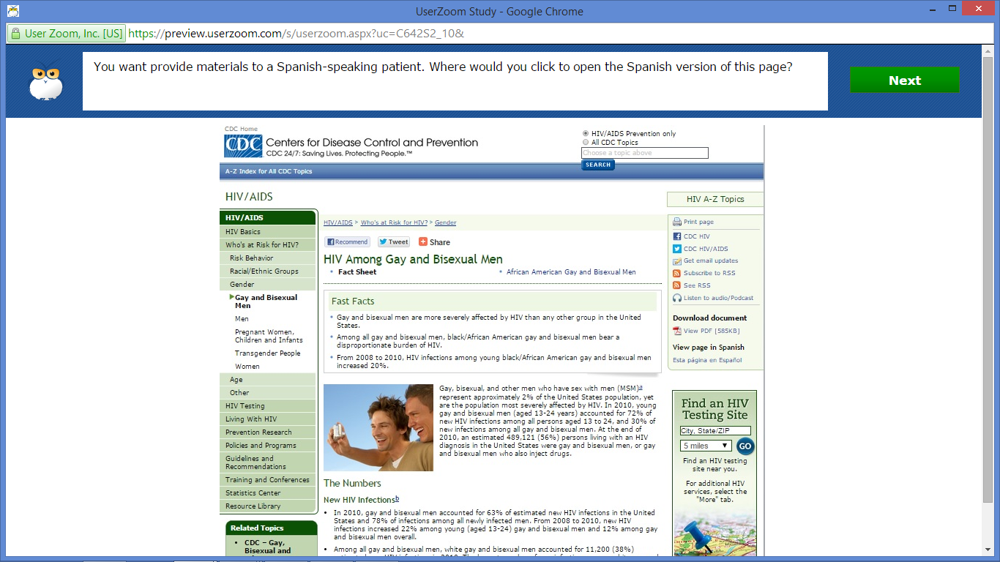 UserZoom Study - Google Chrome
User Zoom, Inc. [US] https://preview.userzoom.com/s/userzoom.aspx?uc=C642S2_10&
You want provide materials to a Spanish-speaking patient. Where would you click to open the Spanish version of this page?
Next
CDC Home
CDC Centers for Disease Control and Prevention
CDC 24/7: Saving Lives. Protecting People.™
HIV/AIDS Prevention only
All CDC Topics
Choose a topic above
SEARCH
A-Z Index for All CDC Topics
HIV/AIDS
HIV/AIDS
HIV Basics
Who's at Risk for HIV?
Risk Behavior
Racial/Ethnic Groups
Gender
Gay and Bisexual
Men
Men
Pregnant Women,
Children and Infants
Transgender People
Women
Age
Other
HIV Testing
Living With HIV
Prevention Research
Policies and Programs
Guidelines and
Recommendations
Training and Conferences
Statistics Center
Resource Library
Related Topics
• CDC – Gay,
Bisexual and
HIV/AIDS > Who's at Risk for HIV? > Gender
Recommend Tweet Share
HIV Among Gay and Bisexual Men
• Fact Sheet • African American Gay and Bisexual Men
Fast Facts
• Gay and bisexual men are more severely affected by HIV than any other group in the United
States.
• Among all gay and bisexual men, black/African American gay and bisexual men bear a
disproportionate burden of HIV.
• From 2008 to 2010, HIV infections among young black/African American gay and bisexual men
increased 20%.
Gay, bisexual, and other men who have sex with men (MSM)a
represent approximately 2% of the United States population, yet
are the population most severely affected by HIV. In 2010, young
gay and bisexual men (aged 13-24 years) accounted for 72% of
new HIV infections among all persons aged 13 to 24, and 30% of
new infections among all gay and bisexual men. At the end of
2010, an estimated 489,121 (56%) persons living with an HIV
diagnosis in the United States were gay and bisexual men, or gay
and bisexual men who also inject drugs.
The Numbers
New HIV Infectionsb
• In 2010, gay and bisexual men accounted for 63% of estimated new HIV infections in the United
States and 78% of infections among all newly infected men. From 2008 to 2010, new HIV
infections increased 22% among young (aged 13-24) gay and bisexual men and 12% among gay
and bisexual men overall.
• Among all gay and bisexual men, white gay and bisexual men accounted for 11,200 (38%)
HIV A-Z Topics
Print page
CDC HIV
CDC HIV/AIDS
Get email updates
Subscribe to RSS
See RSS
Listen to audio/Podcast
Download document
View PDF [585KB]
View page in Spanish
Esta página en Español
Find an HIV
Testing Site
City, State/ZIP
5 miles GO
Find an HIV testing
site near you.
For additional HIV
services, select the
"More" tab.